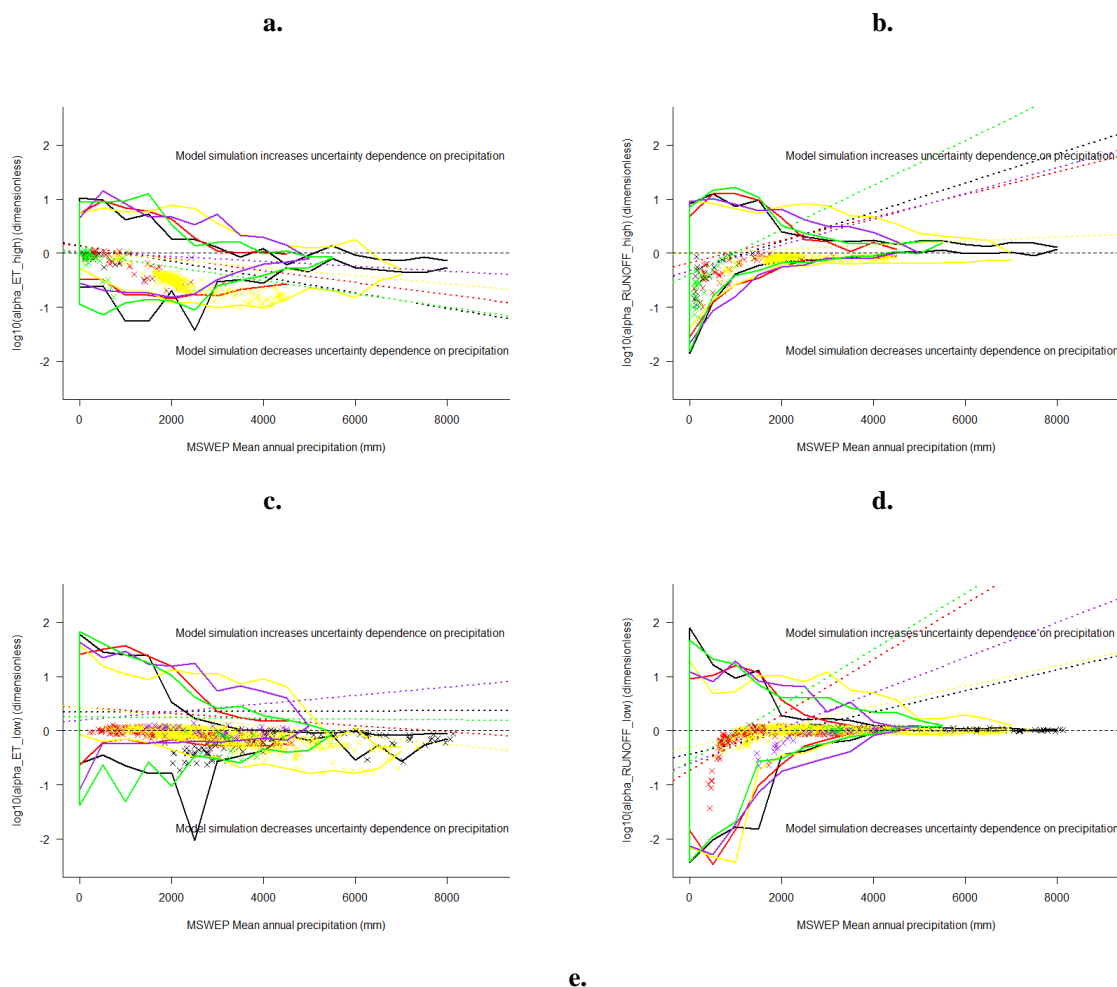 a.
b.
2
1
0
-1
-2
log10(alpha_ET_high) (dimensionless)
Model simulation increases uncertainty dependence on precipitation
Model simulation decreases uncertainty dependence on precipitation
0 2000 4000 6000 8000
MSWEP Mean annual precipitation (mm)
2
1
0
-1
-2
log10(alpha_RUNOFF_high) (dimensionless)
Model simulation increases uncertainty dependence on precipitation
Model simulation decreases uncertainty dependence on precipitation
0 2000 4000 6000 8000
MSWEP Mean annual precipitation (mm)
c.
d.
2
1
0
-1
-2
log10(alpha_ET_low) (dimensionless)
Model simulation increases uncertainty dependence on precipitation
Model simulation decreases uncertainty dependence on precipitation
0 2000 4000 6000 8000
MSWEP Mean annual precipitation (mm)
2
1
0
-1
-2
log10(alpha_RUNOFF_low) (dimensionless)
Model simulation increases uncertainty dependence on precipitation
Model simulation decreases uncertainty dependence on precipitation
0 2000 4000 6000 8000
MSWEP Mean annual precipitation (mm)
e.